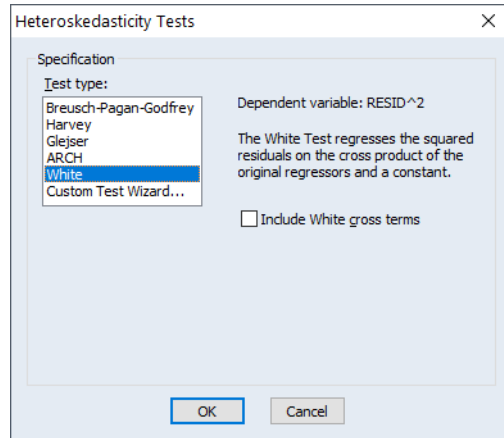 Heteroskedasticity Tests
Specification
Test type:
Breusch-Pagan-Godfrey
Harvey
Glejser
ARCH
White
Custom Test Wizard...
Dependent variable: RESID^2
The White Test regresses the squared
residuals on the cross product of the
original regressors and a constant.
Include White cross terms
OK
Cancel